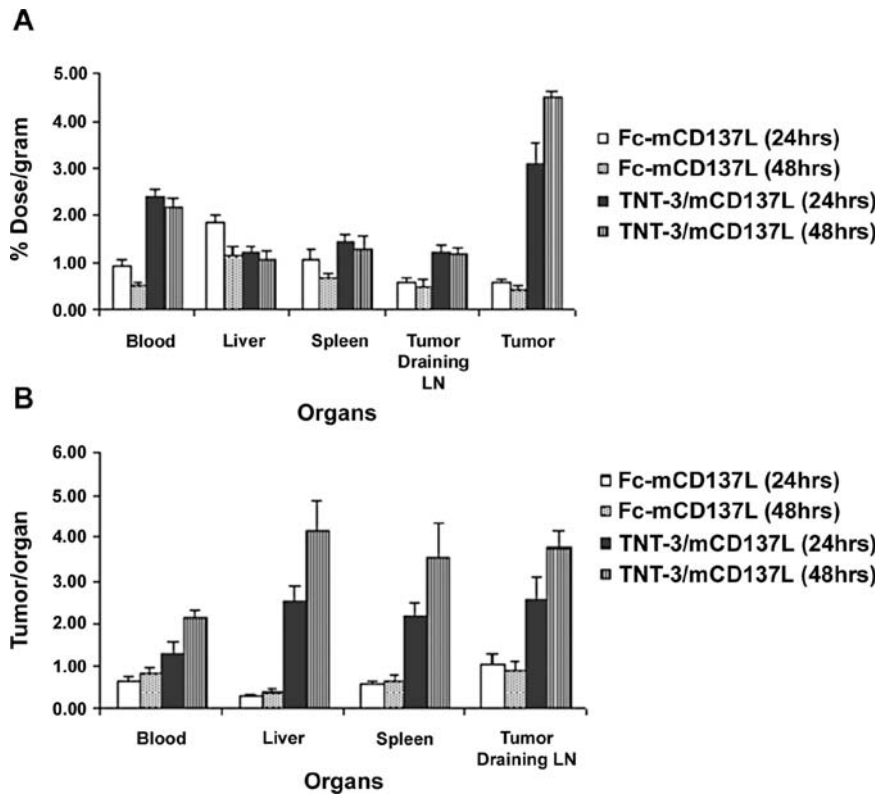 A
% Dose/gram
5.00
4.00
3.00
2.00
1.00
0.00
Blood
Liver
Spleen
Tumor
Draining
LN
Tumor
Organs
Fc-mCD137L (24hrs)
Fc-mCD137L (48hrs)
TNT-3/mCD137L (24hrs)
TNT-3/mCD137L (48hrs)
B
Tumor/organ
6.00
5.00
4.00
3.00
2.00
1.00
0.00
Blood
Liver
Spleen
Tumor
Draining LN
Organs
Fc-mCD137L (24hrs)
Fc-mCD137L (48hrs)
TNT-3/mCD137L (24hrs)
TNT-3/mCD137L (48hrs)